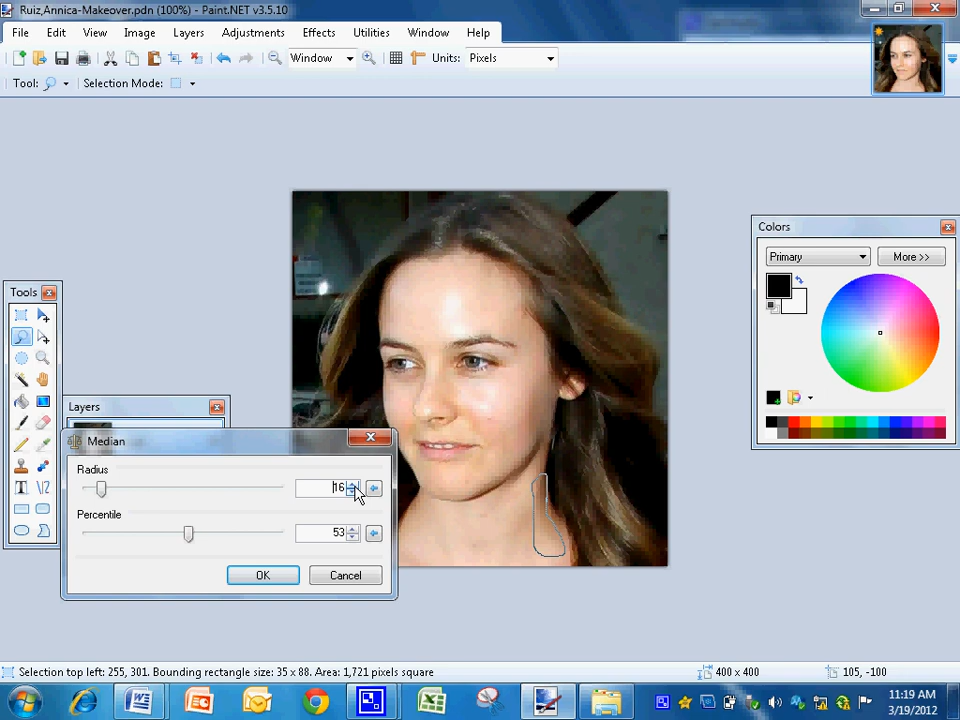 Ruiz,Annica-Makeover.pdn (100%) - Paint.NET v3.5.10
File Edit View Image Layers Adjustments Effects Utilities Window Help
Window Units: Pixels
Tool: Selection Mode:
Colors
Primary More >>
Tools
Layers
Median
Radius
16
Percentile
53
OK Cancel
Selection top left: 255, 301. Bounding rectangle size: 35 x 88. Area: 1,721 pixels square 400 x 400 105, -100
11:19 AM
3/19/2012